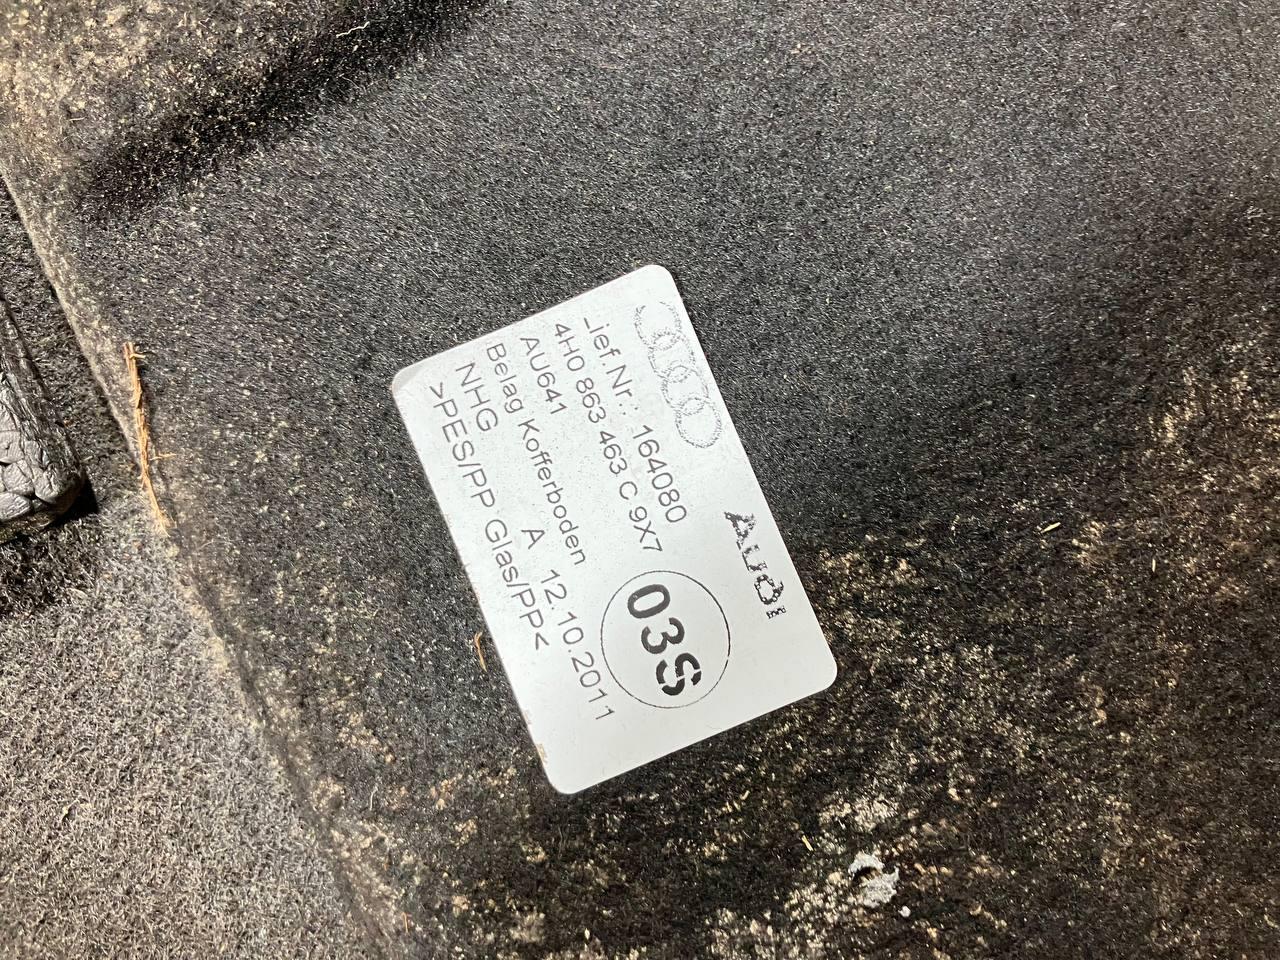 Audi
Lief.Nr.: 164080
4H0 863 463 C 9X7
AU641
Belag Kofferboden
NHG A 12.10.2011
>PES/PP Glas/PP<
03S